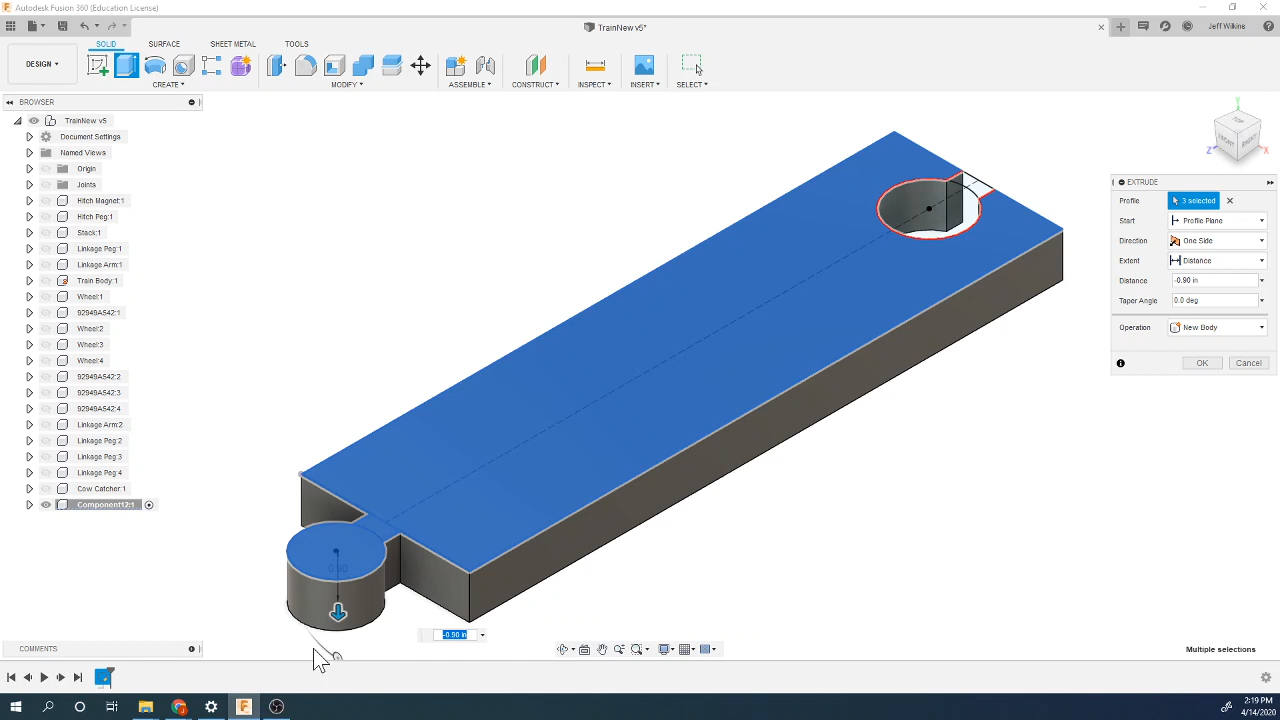 Autodesk Fusion 360 (Education License)
TrainNew v5*
Jeff Wilkins
SOLID SURFACE SHEET METAL TOOLS
DESIGN ▾
CREATE ▾ MODIFY ▾ ASSEMBLE ▾ CONSTRUCT ▾ INSPECT ▾ INSERT ▾ SELECT ▾
BROWSER
TrainNew v5
Document Settings
Named Views
Origin
Joints
Hitch Magnet:1
Hitch Peg:1
Stack:1
Linkage Peg:1
Linkage Arm:1
Train Body:1
Wheel:1
92949A542:1
Wheel:2
Wheel:3
Wheel:4
92949A542:2
92949A542:3
92949A542:4
Linkage Arm:2
Linkage Peg:2
Linkage Peg:3
Linkage Peg:4
Cow Catcher:1
Component12:1
Y
TOP
FRONT
RIGHT
Z
X
EXTRUDE
Profile 3 selected
Start Profile Plane
Direction One Side
Extent Distance
Distance -0.90 in
Taper Angle 0.0 deg
Operation New Body
OK Cancel
0.90
-0.90 in
COMMENTS
Multiple selections
2:19 PM
4/14/2020